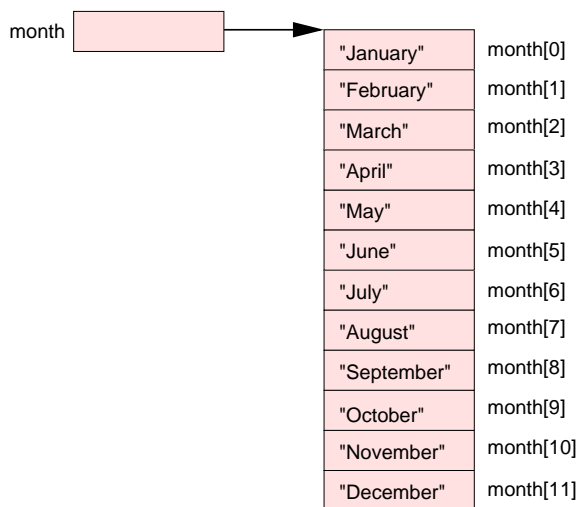 month
"January" month[0]
"February" month[1]
"March" month[2]
"April" month[3]
"May" month[4]
"June" month[5]
"July" month[6]
"August" month[7]
"September" month[8]
"October" month[9]
"November" month[10]
"December" month[11]